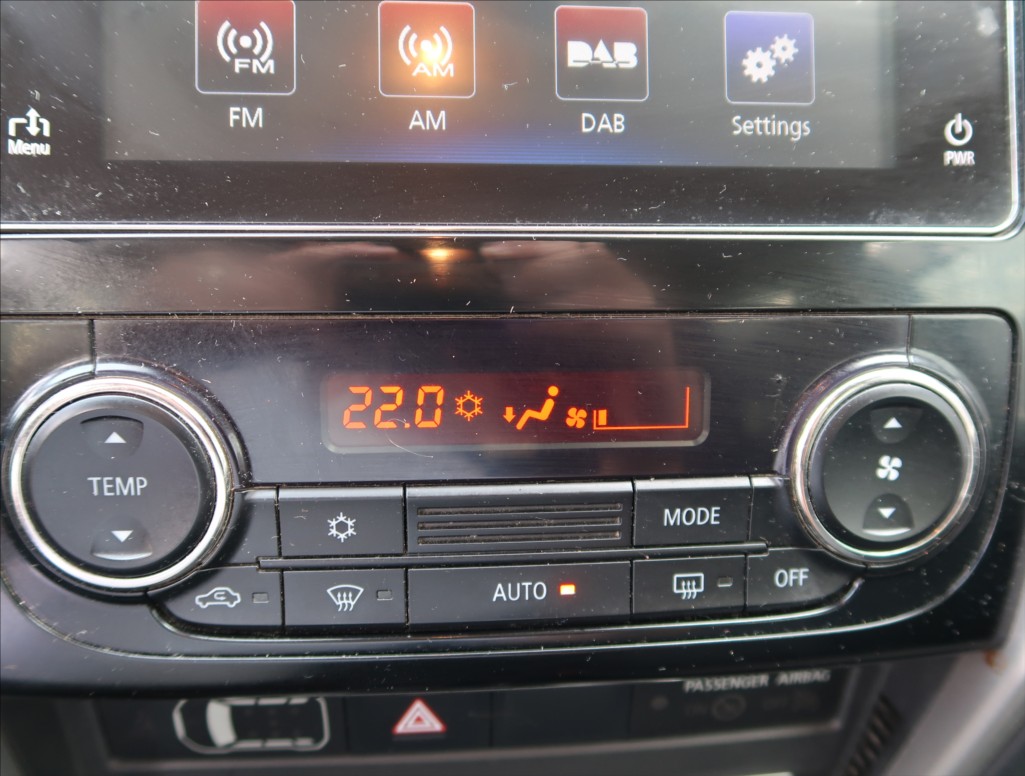 FM AM DAB
FM AM DAB Settings
Menu PWR
22.0
TEMP
MODE
AUTO OFF
PASSENGER AIRBAG